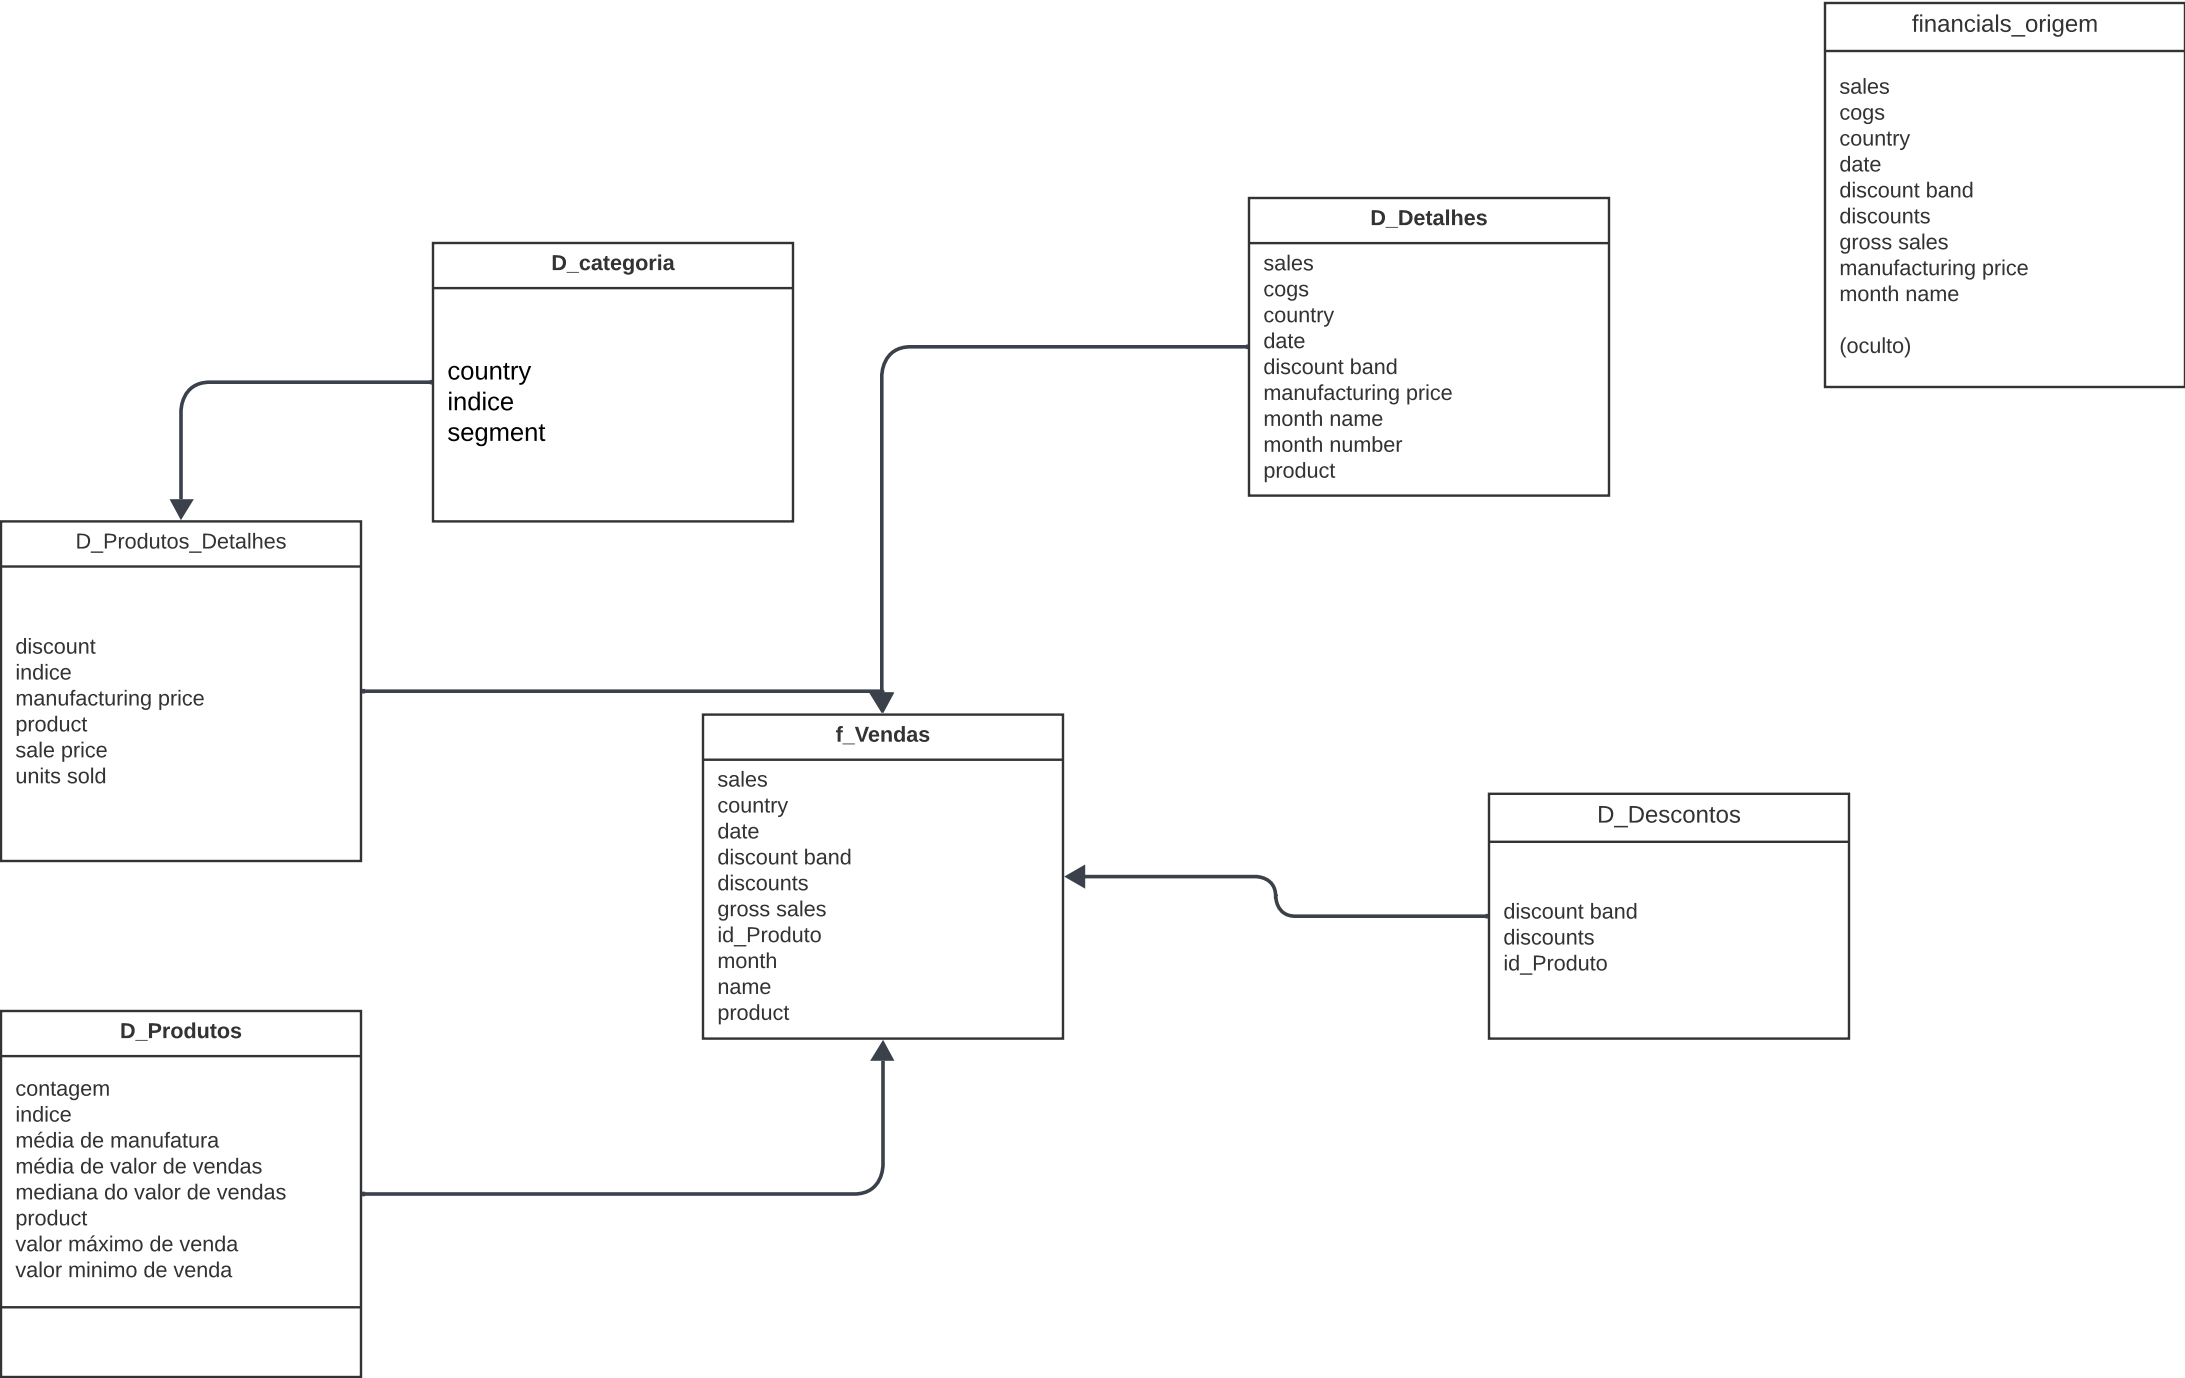 financials_origem
sales
cogs
country
date
discount band
discounts
gross sales
manufacturing price
month name
(oculto)
D_Detalhes
sales
cogs
country
date
discount band
manufacturing price
month name
month number
product
D_categoria
country
indice
segment
D_Produtos_Detalhes
discount
indice
manufacturing price
product
sale price
units sold
f_Vendas
sales
country
date
discount band
discounts
gross sales
id_Produto
month
name
product
D_Descontos
discount band
discounts
id_Produto
D_Produtos
contagem
indice
média de manufatura
média de valor de vendas
mediana do valor de vendas
product
valor máximo de venda
valor minimo de venda